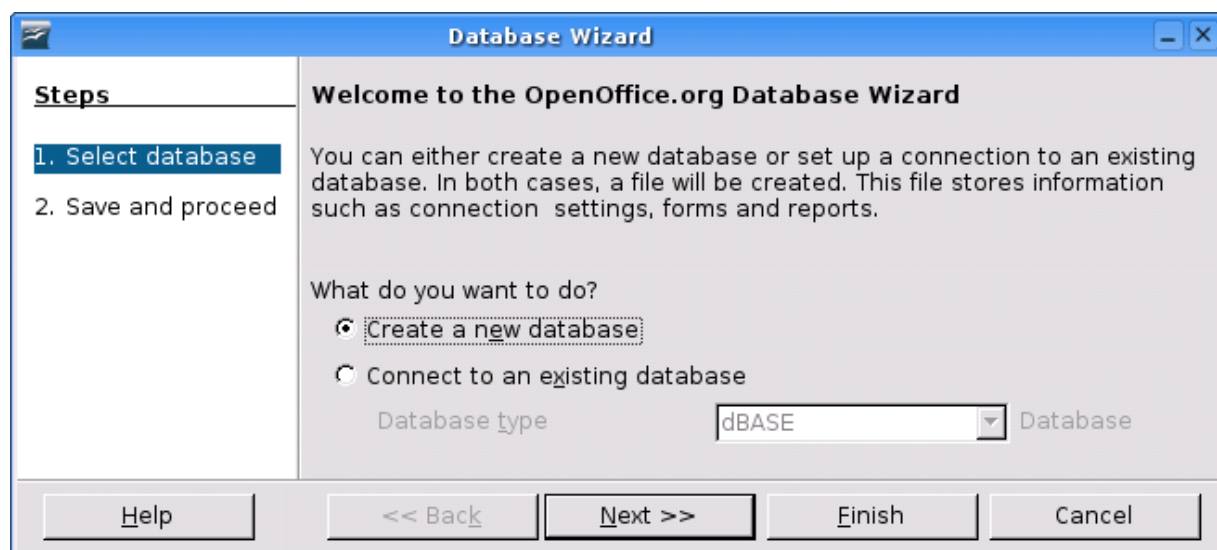 Database Wizard
Steps
1. Select database
2. Save and proceed
Welcome to the OpenOffice.org Database Wizard
You can either create a new database or set up a connection to an existing
database. In both cases, a file will be created. This file stores information
such as connection  settings, forms and reports.
What do you want to do?
Create a new database
Connect to an existing database
Database type dBASE Database
Help << Back Next >> Finish Cancel